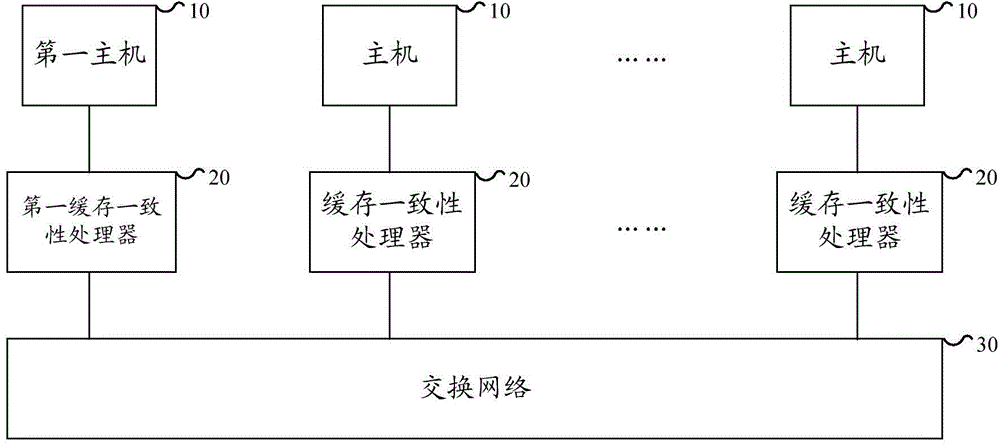 10
10
10
第一主机
主机
... ...
主机
20
20
20
第一缓存一致
性处理器
缓存一致性
处理器
... ...
缓存一致性
处理器
30
交换网络